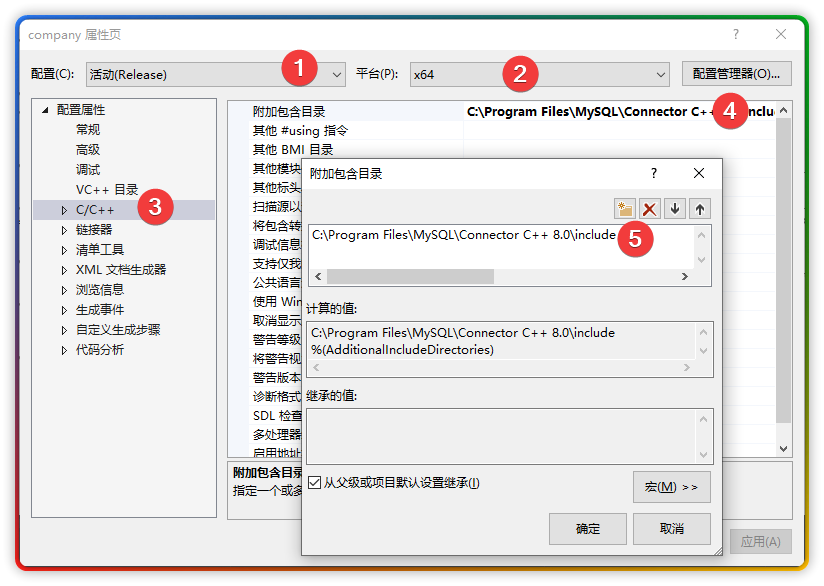 company 属性页
配置(C):
活动(Release)
1
平台(P):
x64
2
配置管理器(O)...
配置属性
常规
高级
调试
VC++ 目录
C/C++
3
链接器
清单工具
XML 文档生成器
浏览信息
生成事件
自定义生成步骤
代码分析
附加包含目录
C:\Program Files\MySQL\Connector C++
4
其他 #using 指令
其他 BMI 目录
其他模块
其他标头
扫描源以
将包含转
调试信息
支持仅我
公共语言
使用 Win
取消显示
警告等级
将警告视
警告版本
诊断格式
SDL 检查
多处理器
启用地址
附加包含目录
指定一个或多
附加包含目录
C:\Program Files\MySQL\Connector C++ 8.0\include
5
计算的值:
C:\Program Files\MySQL\Connector C++ 8.0\include
%(AdditionalIncludeDirectories)
继承的值:
从父级或项目默认设置继承(I)
宏(M) >>
确定
取消
应用(A)